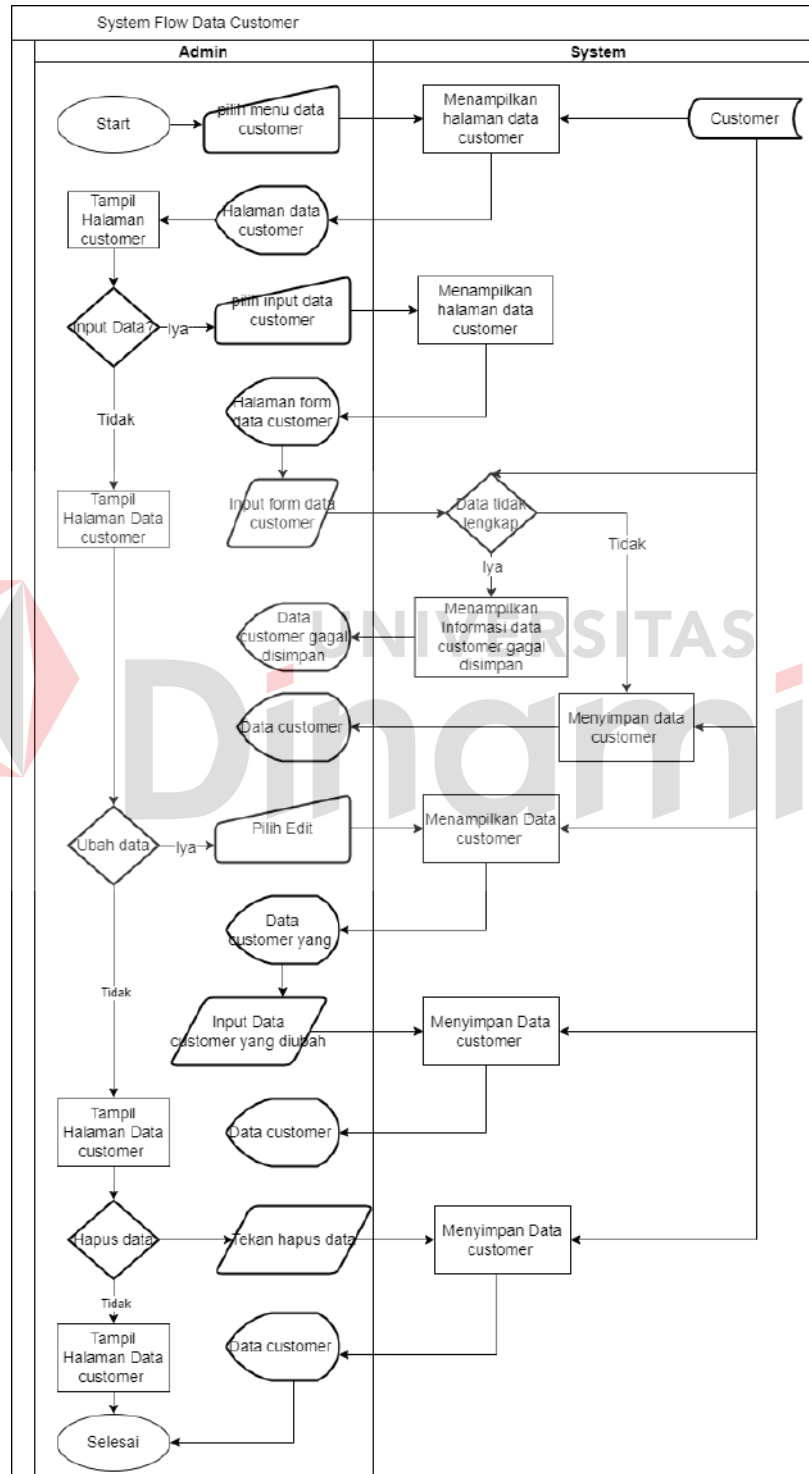 System Flow Data Customer
Admin
System
Start
pilih menu data
customer
Menampilkan
halaman data
customer
Customer
Tampil
Halaman
customer
Halaman data
customer
Input Data?
Iya
pilih input data
customer
Menampilkan
halaman data
customer
Halaman form
data customer
Tidak
Tampil
Halaman Data
customer
Input form data
customer
Data tidak
lengkap
Tidak
Iya
Data
customer gagal
disimpan
Menampilkan
Informasi data
customer gagal
disimpan
UNIVERSITAS
Dinami
Data customer
Menyimpan data
customer
Ubah data
Iya
Pilih Edit
Menampilkan Data
customer
Data
customer yang
Tidak
Input Data
customer yang diubah
Menyimpan Data
customer
Tampil
Halaman Data
customer
Data customer
Hapus data
Tekan hapus data
Menyimpan Data
customer
Tidak
Tampil
Halaman Data
customer
Data customer
Selesai